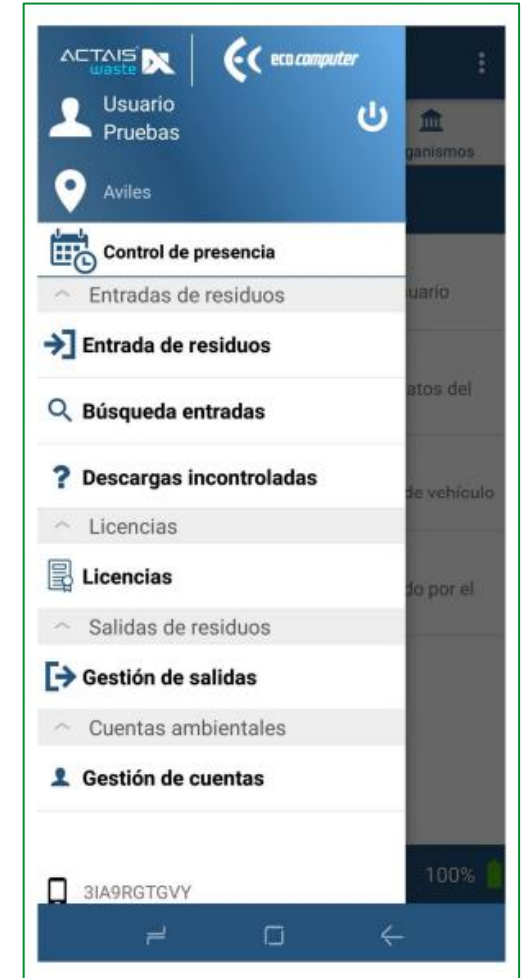 ACTAIS
waste
eco computer
Usuario
Pruebas
ganismos
Aviles
Control de presencia
Entradas de residuos
uario
Entrada de residuos
atos del
Búsqueda entradas
Descargas incontroladas
de vehículo
Licencias
Licencias
do por el
Salidas de residuos
Gestión de salidas
Cuentas ambientales
Gestión de cuentas
100%
3IA9RGTGVY